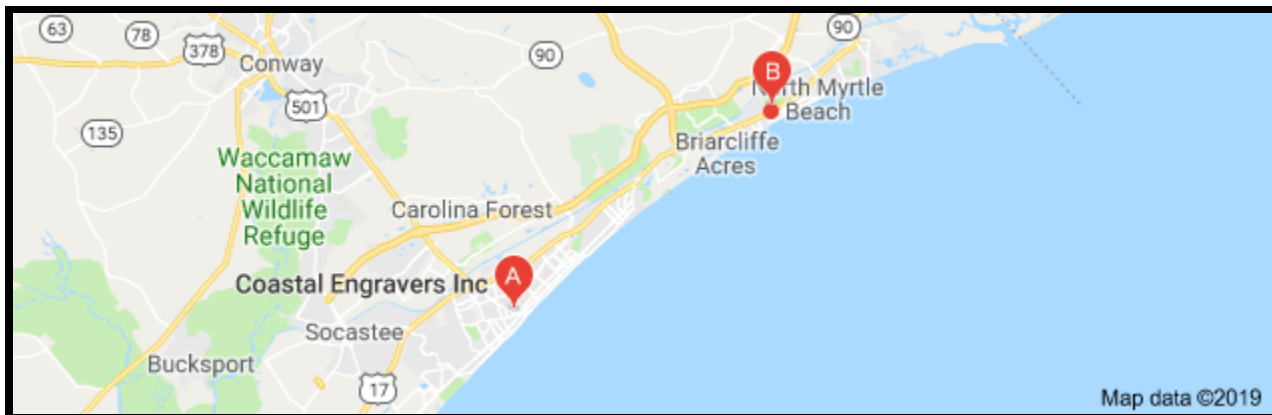 63
78
378
90
90
Conway
B
North Myrtle
Beach
501
135
Briarcliffe
Acres
Waccamaw
National
Wildlife
Refuge
Carolina Forest
Coastal Engravers Inc
A
Socastee
Bucksport
17
Map data ©2019